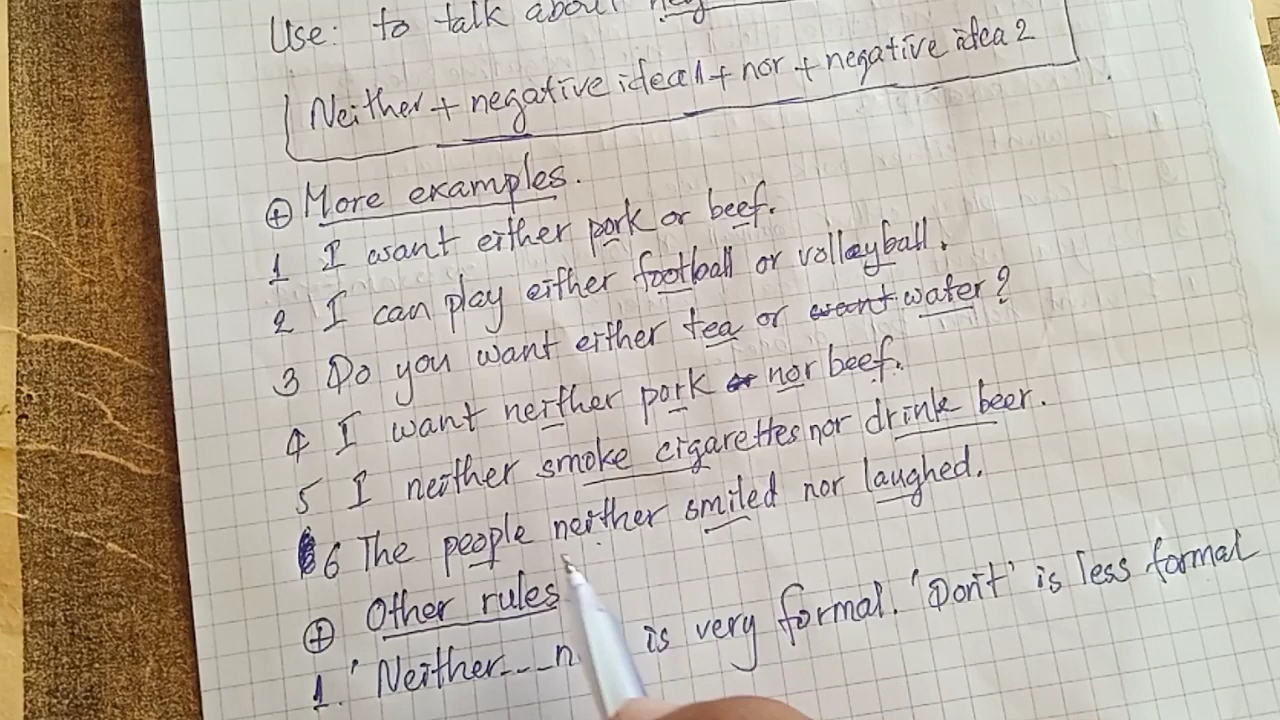 Use: to talk about
Neither + negative idea 1 + nor + negative idea 2
More examples.
1 I want either pork or beef.
2 I can play either football or volleyball.
3 Do you want either tea or want water?
4 I want neither pork or nor beef.
5 I neither smoke cigarettes nor drink beer.
6 The people neither smiled nor laughed.
Other rules
1. 'Neither---n is very formal. 'Don't' is less formal